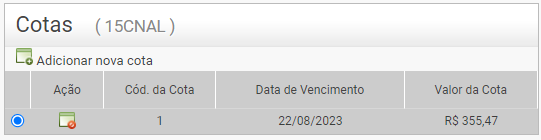 Cotas ( 15CNAL )
Adicionar nova cota
Ação Cód. da Cota Data de Vencimento Valor da Cota
1 22/08/2023 R$ 355,47